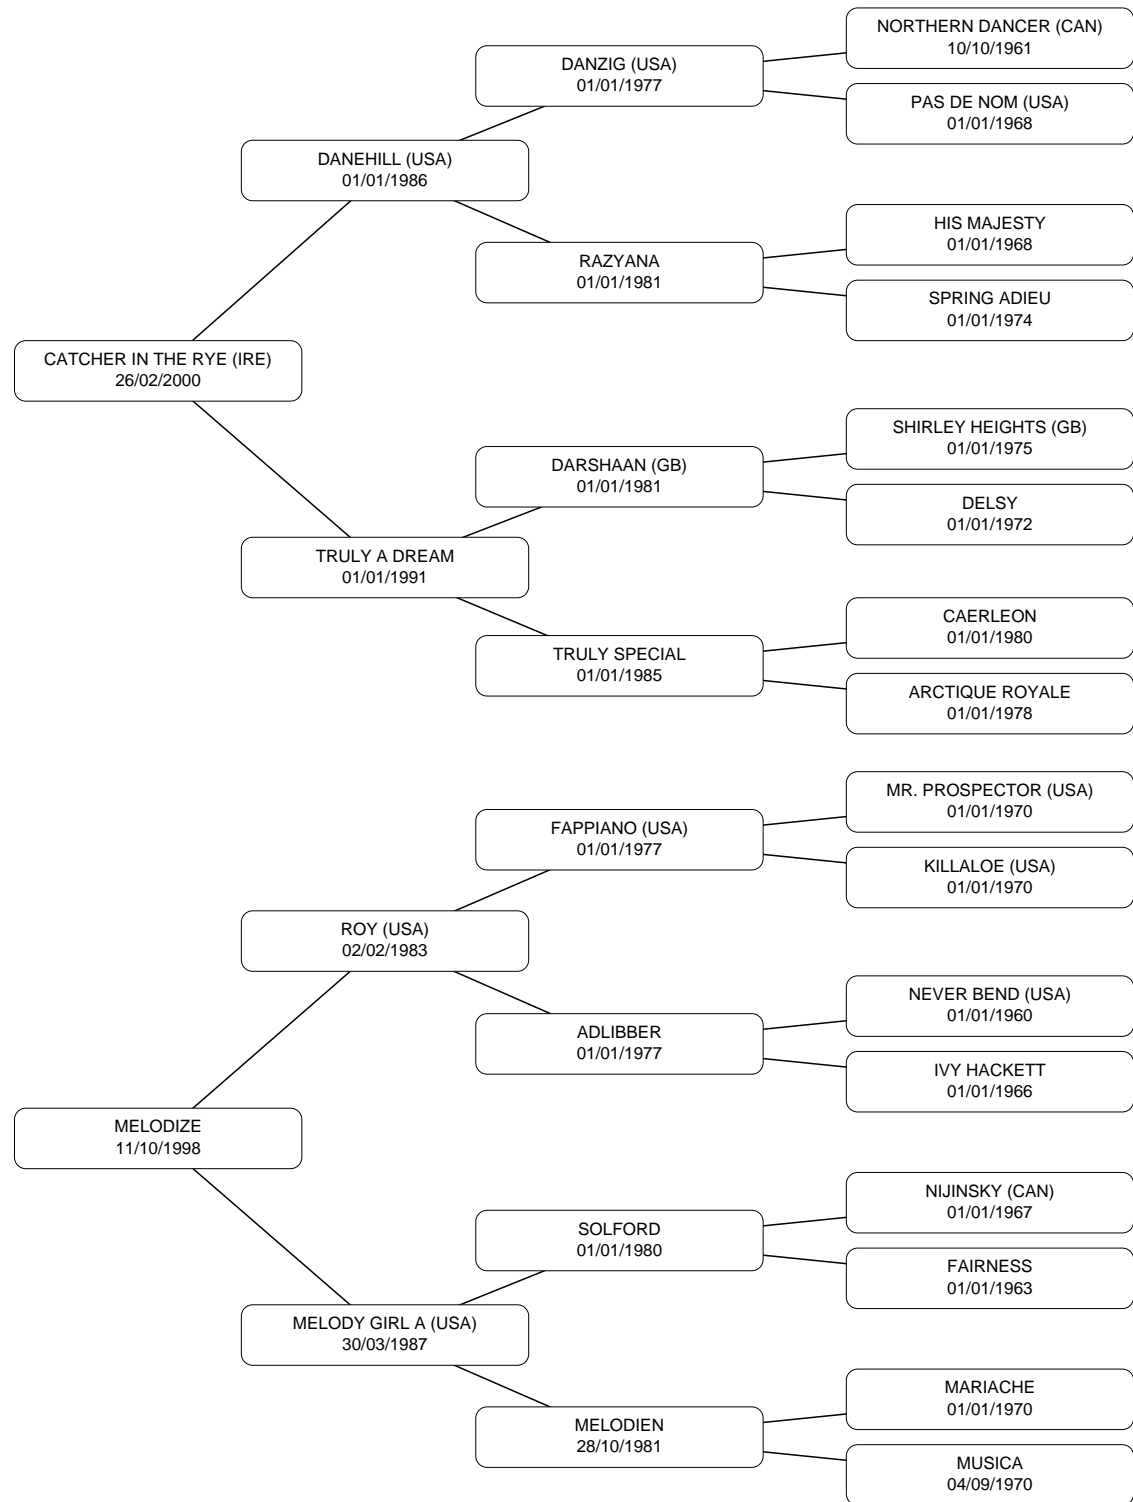 NORTHERN DANCER (CAN)
10/10/1961
DANZIG (USA)
01/01/1977
PAS DE NOM (USA)
01/01/1968
DANEHILL (USA)
01/01/1986
HIS MAJESTY
01/01/1968
RAZYANA
01/01/1981
SPRING ADIEU
01/01/1974
CATCHER IN THE RYE (IRE)
26/02/2000
SHIRLEY HEIGHTS (GB)
01/01/1975
DARSHAAN (GB)
01/01/1981
DELSY
01/01/1972
TRULY A DREAM
01/01/1991
CAERLEON
01/01/1980
TRULY SPECIAL
01/01/1985
ARCTIQUE ROYALE
01/01/1978
MR. PROSPECTOR (USA)
01/01/1970
FAPPIANO (USA)
01/01/1977
KILLALOE (USA)
01/01/1970
ROY (USA)
02/02/1983
NEVER BEND (USA)
01/01/1960
ADLIBBER
01/01/1977
IVY HACKETT
01/01/1966
MELODIZE
11/10/1998
NIJINSKY (CAN)
01/01/1967
SOLFORD
01/01/1980
FAIRNESS
01/01/1963
MELODY GIRL A (USA)
30/03/1987
MARIACHE
01/01/1970
MELODIEN
28/10/1981
MUSICA
04/09/1970